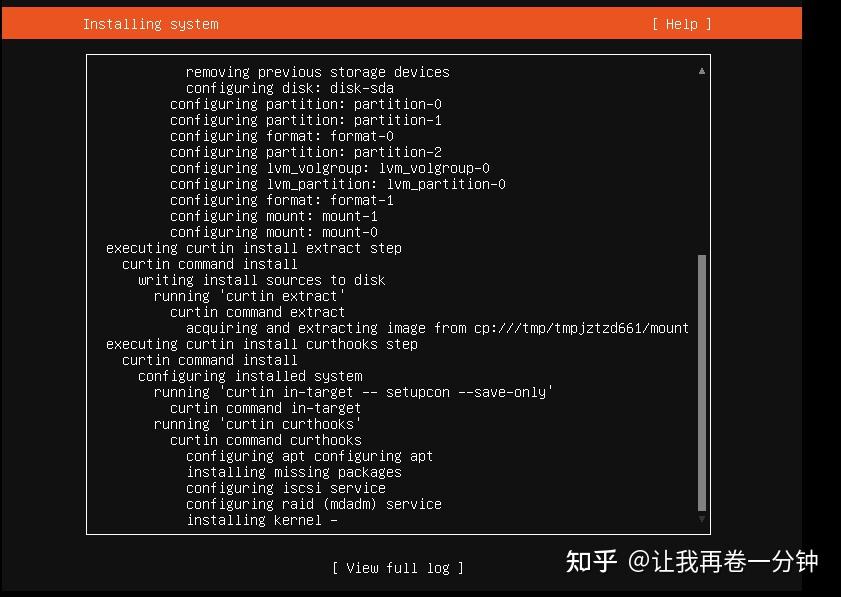 Installing system
[ Help ]
removing previous storage devices
configuring disk: disk-sda
configuring partition: partition-0
configuring partition: partition-1
configuring format: format-0
configuring partition: partition-2
configuring lvm_volgroup: lvm_volgroup-0
configuring lvm_partition: lvm_partition-0
configuring format: format-1
configuring mount: mount-1
configuring mount: mount-0
executing curtin install extract step
curtin command install
writing install sources to disk
running 'curtin extract'
curtin command extract
acquiring and extracting image from cp:///tmp/tmpjztzd661/mount
executing curtin install curthooks step
curtin command install
configuring installed system
running 'curtin in-target -- setupcon --save-only'
curtin command in-target
running 'curtin curthooks'
curtin command curthooks
configuring apt configuring apt
installing missing packages
configuring iscsi service
configuring raid (mdadm) service
installing kernel -
[ View full log ]
知乎 @让我再卷一分钟